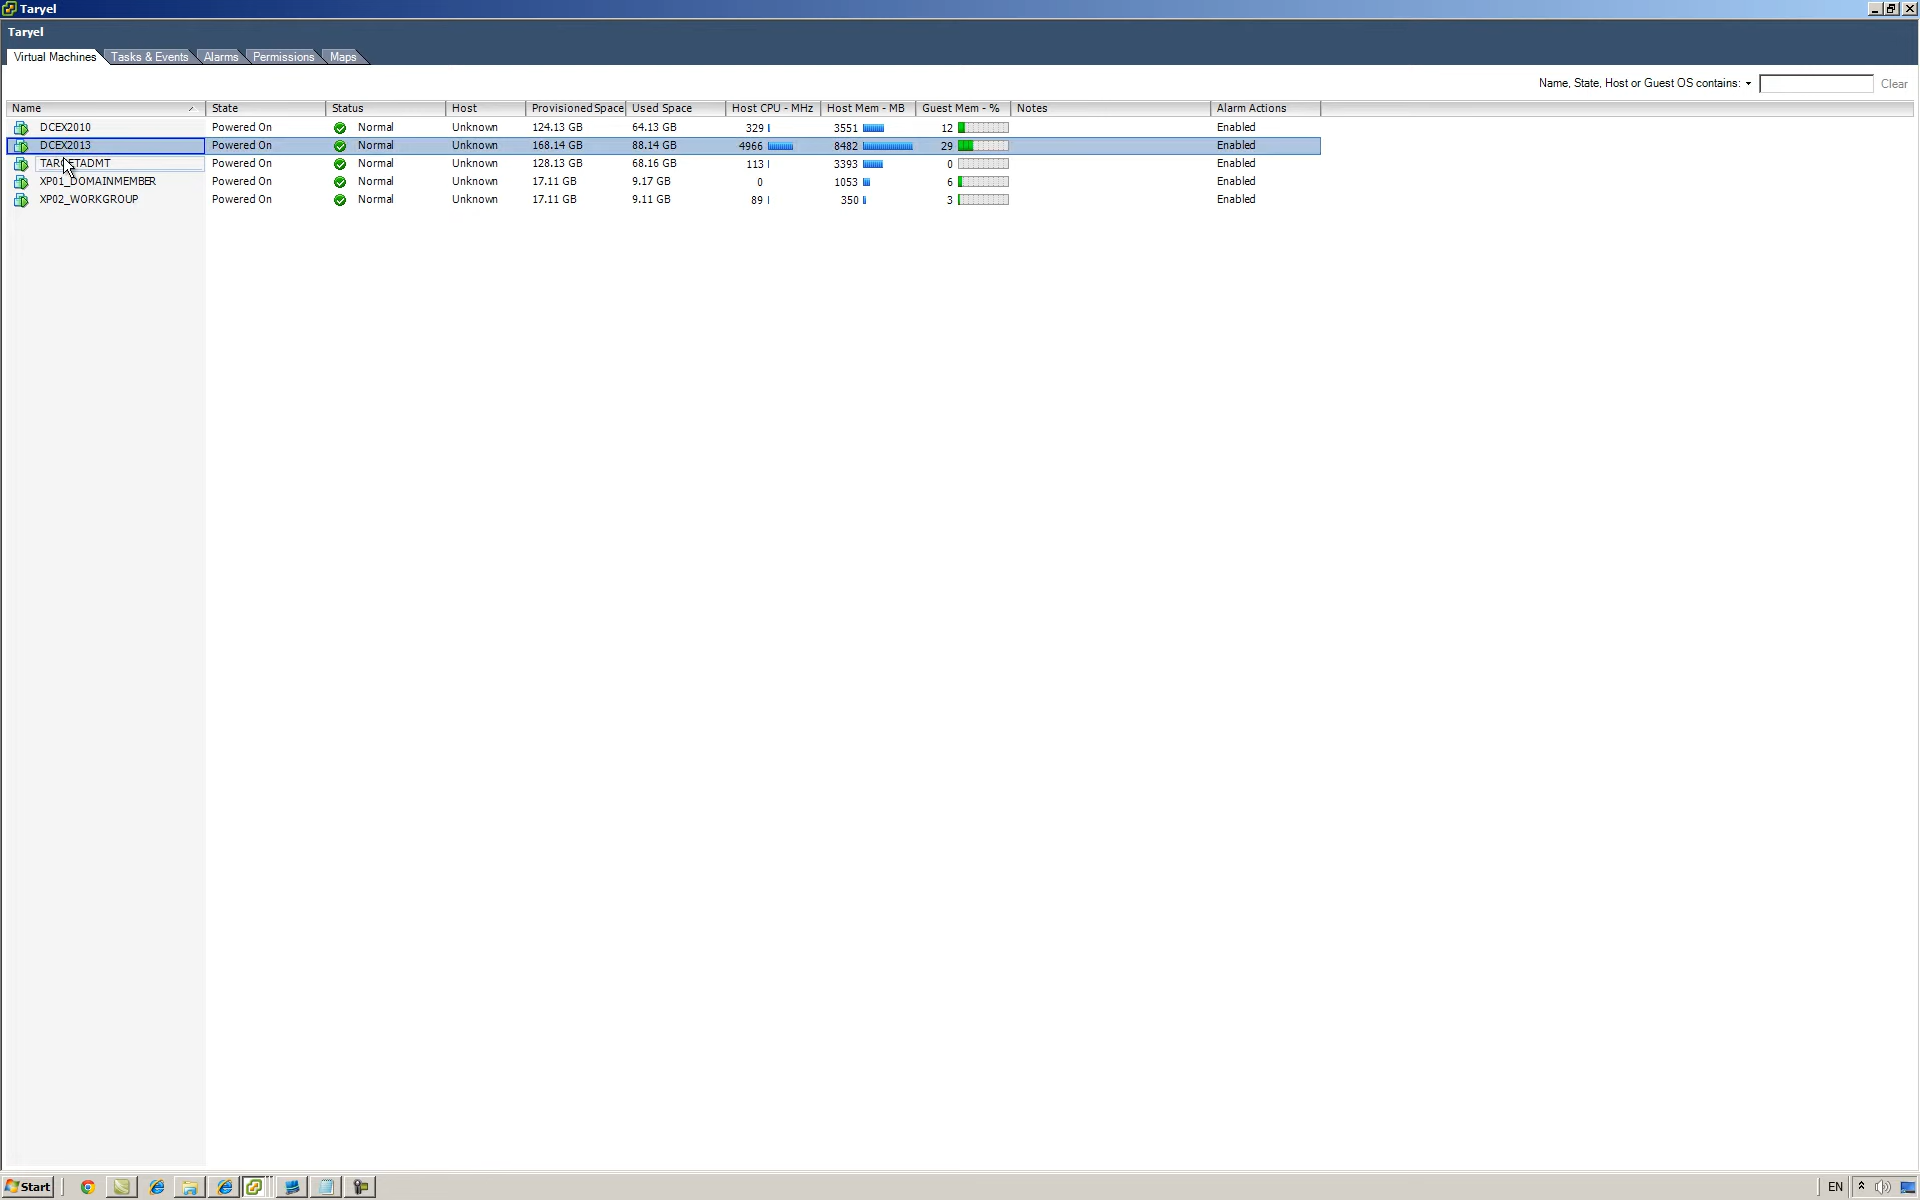 Taryel
Taryel
Virtual Machines Tasks & Events Alarms Permissions Maps
Name, State, Host or Guest OS contains: Clear
Name State Status Host Provisioned Space Used Space Host CPU - MHz Host Mem - MB Guest Mem - % Notes Alarm Actions
DCEX2010 Powered On Normal Unknown 124.13 GB 64.13 GB 329 3551 12 Enabled
DCEX2013 Powered On Normal Unknown 168.14 GB 88.14 GB 4966 8482 29 Enabled
TARGETADMT Powered On Normal Unknown 128.13 GB 68.16 GB 113 3393 0 Enabled
XP01_DOMAINMEMBER Powered On Normal Unknown 17.11 GB 9.17 GB 0 1053 6 Enabled
XP02_WORKGROUP Powered On Normal Unknown 17.11 GB 9.11 GB 89 350 3 Enabled
Start EN